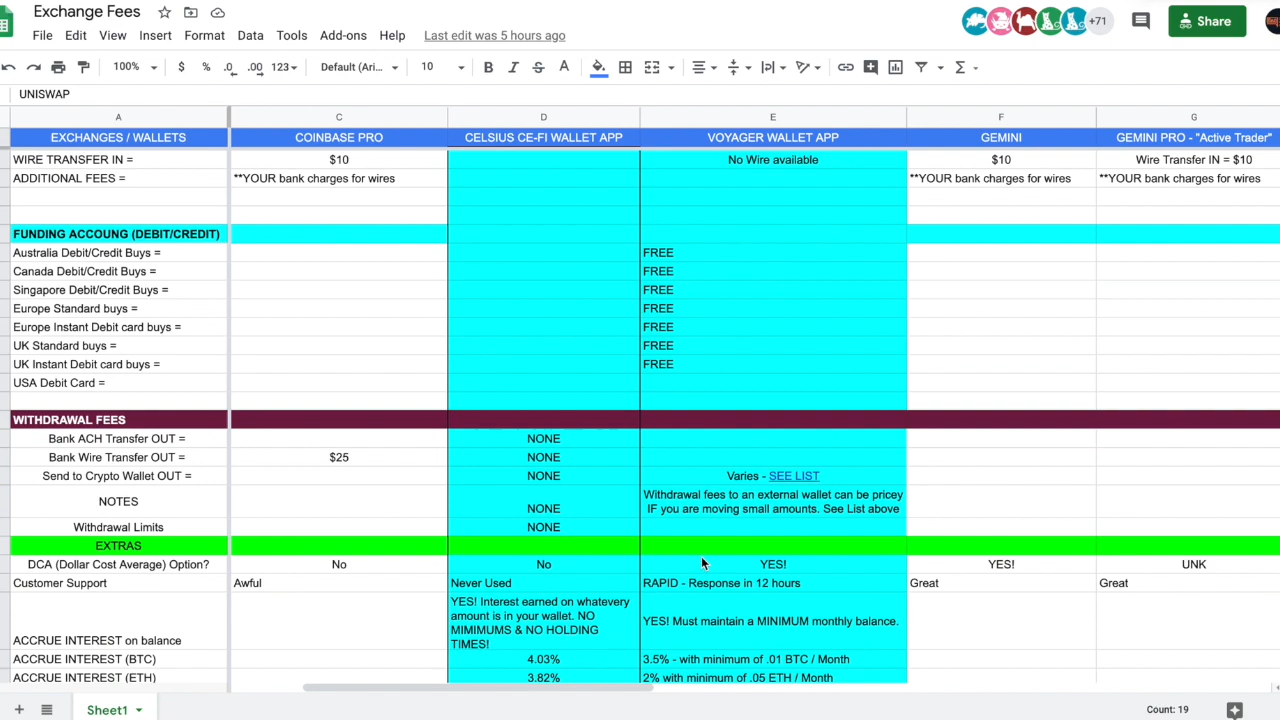 Exchange Fees
+71
Share
File Edit View Insert Format Data Tools Add-ons Help Last edit was 5 hours ago
100% $ % .0 .00 123 Default (Ari... 10 B I S A
UNISWAP
A C D E F G
EXCHANGES / WALLETS COINBASE PRO CELSIUS CE-FI WALLET APP VOYAGER WALLET APP GEMINI GEMINI PRO - "Active Trader"
WIRE TRANSFER IN = $10 No Wire available $10 Wire Transfer IN = $10
ADDITIONAL FEES = **YOUR bank charges for wires **YOUR bank charges for wires **YOUR bank charges for wires
FUNDING ACCOUNG (DEBIT/CREDIT)
Australia Debit/Credit Buys = FREE
Canada Debit/Credit Buys = FREE
Singapore Debit/Credit Buys = FREE
Europe Standard buys = FREE
Europe Instant Debit card buys = FREE
UK Standard buys = FREE
UK Instant Debit card buys = FREE
USA Debit Card =
WITHDRAWAL FEES
Bank ACH Transfer OUT = NONE
Bank Wire Transfer OUT = $25 NONE
Send to Crypto Wallet OUT = NONE Varies - SEE LIST
NOTES NONE Withdrawal fees to an external wallet can be pricey
IF you are moving small amounts. See List above
Withdrawal Limits NONE
EXTRAS
DCA (Dollar Cost Average) Option? No No YES! YES! UNK
Customer Support Awful Never Used RAPID - Response in 12 hours Great Great
ACCRUE INTEREST on balance YES! Interest earned on whatevery
amount is in your wallet. NO
MIMIMUMS & NO HOLDING
TIMES! YES! Must maintain a MINIMUM monthly balance.
ACCRUE INTEREST (BTC) 4.03% 3.5% - with minimum of .01 BTC / Month
ACCRUE INTEREST (ETH) 3.82% 2% with minimum of .05 ETH / Month
Sheet1 Count: 19